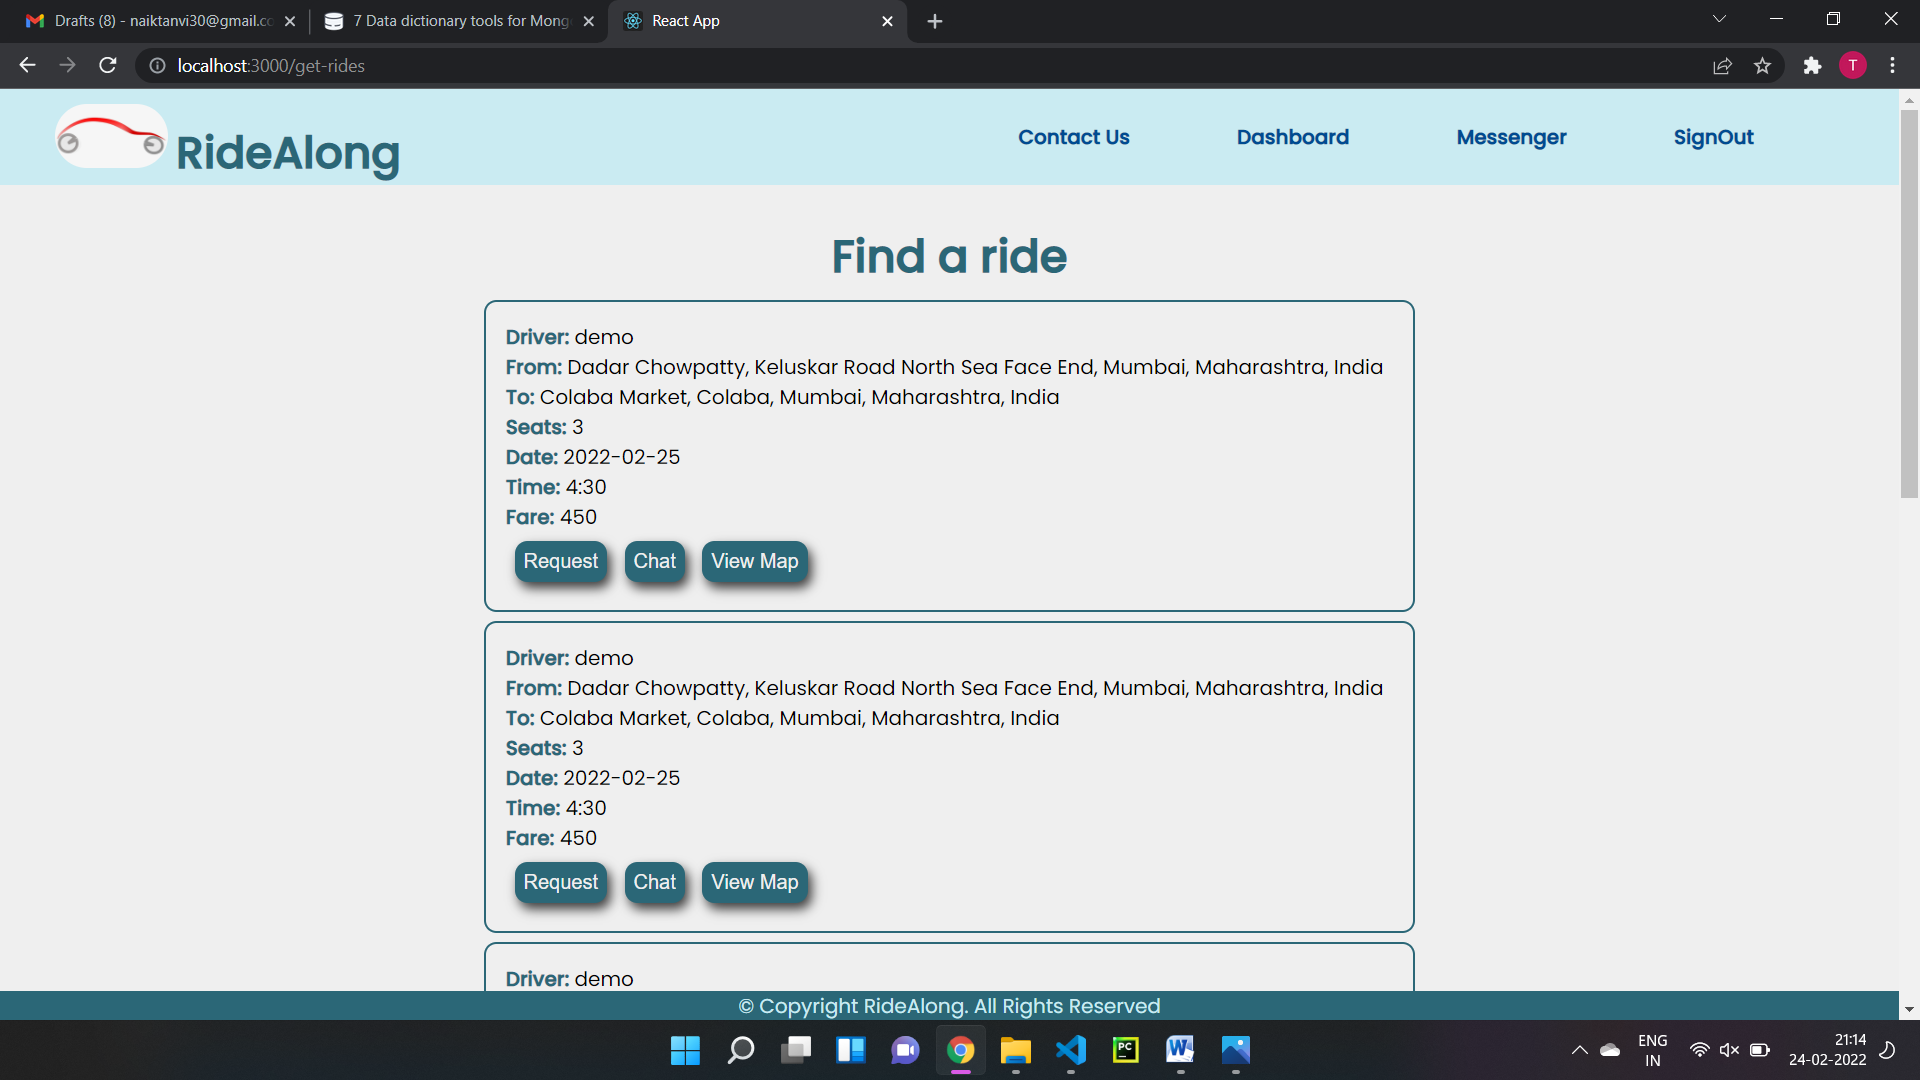 Drafts (8) - naiktanvi30@gmail.co
7 Data dictionary tools for Mong
React App
localhost:3000/get-rides
T
RideAlong
Contact Us
Dashboard
Messenger
SignOut
Find a ride
Driver: demo
From: Dadar Chowpatty, Keluskar Road North Sea Face End, Mumbai, Maharashtra, India
To: Colaba Market, Colaba, Mumbai, Maharashtra, India
Seats: 3
Date: 2022-02-25
Time: 4:30
Fare: 450
Request
Chat
View Map
Driver: demo
From: Dadar Chowpatty, Keluskar Road North Sea Face End, Mumbai, Maharashtra, India
To: Colaba Market, Colaba, Mumbai, Maharashtra, India
Seats: 3
Date: 2022-02-25
Time: 4:30
Fare: 450
Request
Chat
View Map
Driver: demo
© Copyright RideAlong. All Rights Reserved
PC
W
ENG
IN
21:14
24-02-2022